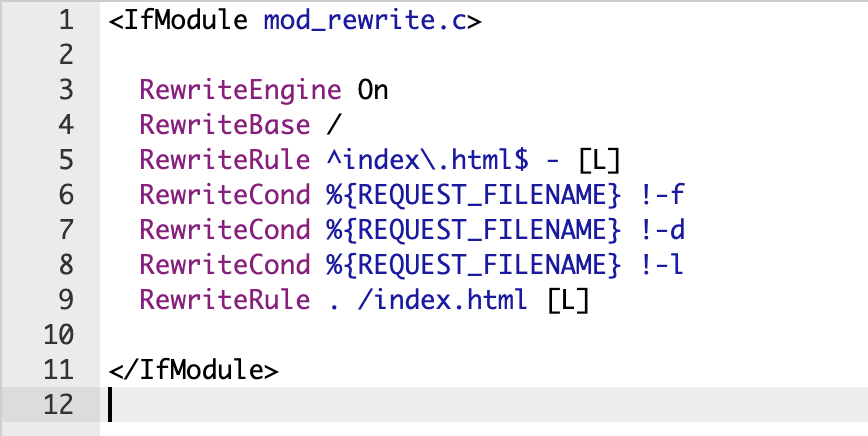 1 <IfModule mod_rewrite.c>
2
3 RewriteEngine On
4 RewriteBase /
5 RewriteRule ^index\.html$ - [L]
6 RewriteCond %{REQUEST_FILENAME} !-f
7 RewriteCond %{REQUEST_FILENAME} !-d
8 RewriteCond %{REQUEST_FILENAME} !-l
9 RewriteRule . /index.html [L]
10
11 </IfModule>
12